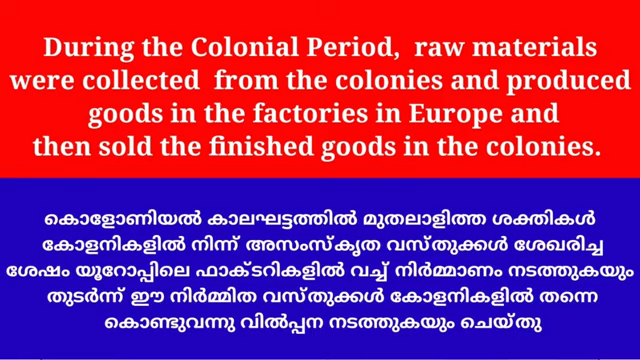 During the Colonial Period, raw materials
were collected from the colonies and produced
goods in the factories in Europe and
then sold the finished goods in the colonies.
കൊളോണിയൽ കാലഘട്ടത്തിൽ മുതലാളിത്ത ശക്തികൾ
കോളനികളിൽ നിന്ന് അസംസ്കൃത വസ്തുക്കൾ ശേഖരിച്ച
ശേഷം യൂറോപ്പിലെ ഫാക്ടറികളിൽ വച്ച് നിർമ്മാണം നടത്തുകയും
തുടർന്ന് ഈ നിർമ്മിത വസ്തുക്കൾ കോളനികളിൽ തന്നെ
കൊണ്ടുവന്നു വിൽപ്പന നടത്തുകയും ചെയ്തു